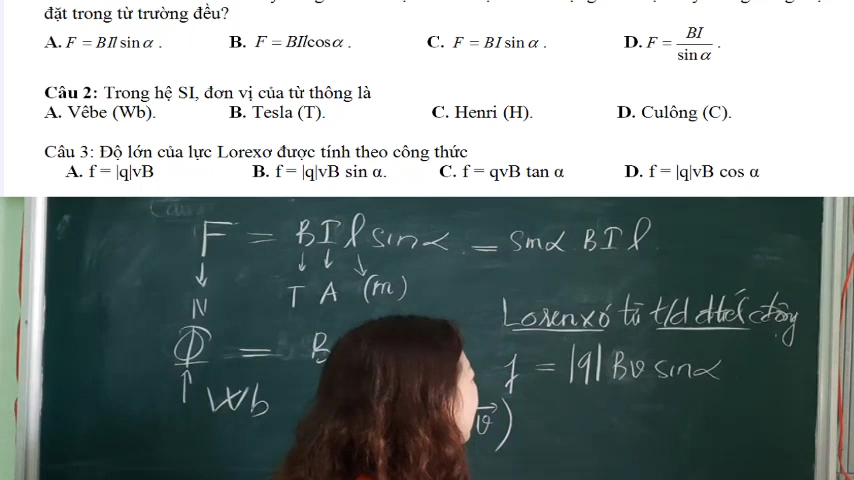 đặt trong từ trường đều?
A. F = BIl sin α . B. F = BIl cos α . C. F = BI sin α . D. F = BI / sin α .
Câu 2: Trong hệ SI, đơn vị của từ thông là
A. Vêbe (Wb). B. Tesla (T). C. Henri (H). D. Culông (C).
Câu 3: Độ lớn của lực Lorexơ được tính theo công thức
A. f = |q|vB B. f = |q|vB sin α. C. f = qvB tan α D. f = |q|vB cos α
F = BIl sin α = sin α BIl
↓ ↓ ↓ ↘
N T A (m)
Lorenxơ từ t/d
Φ = B
f = |q| Bv sin α
↑ Wb
v⃗)